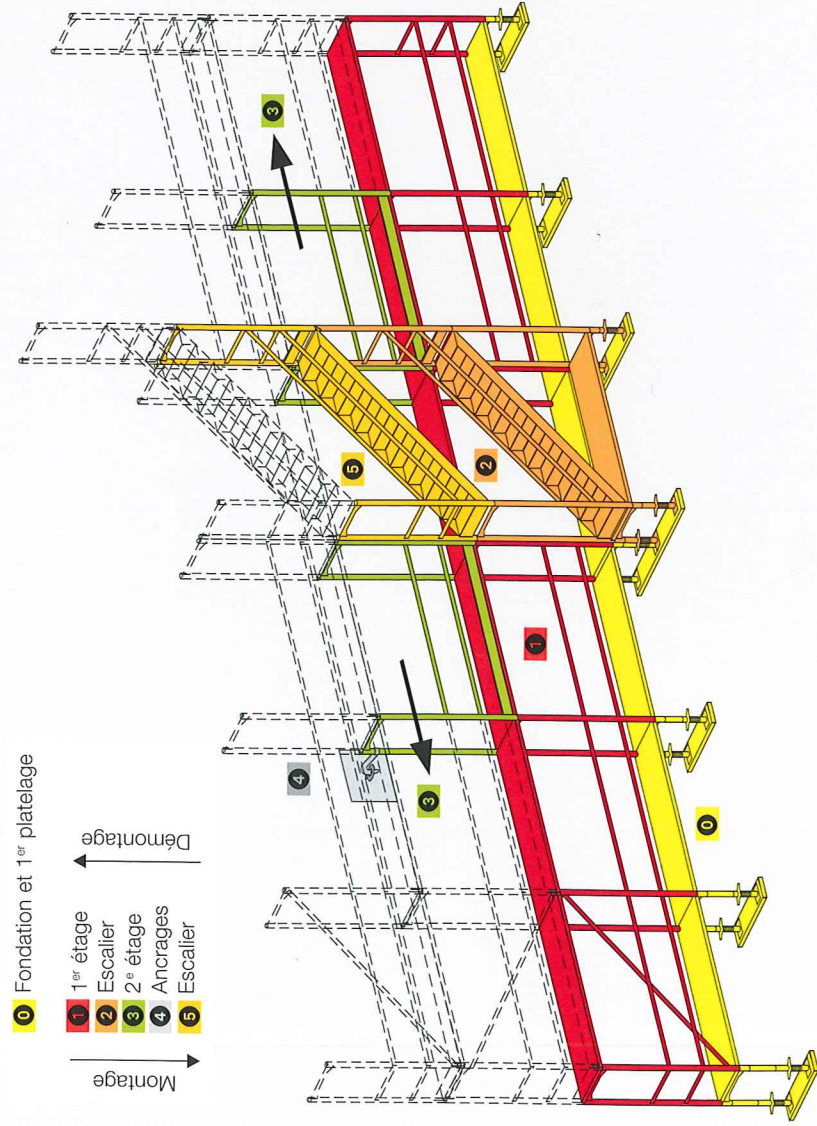 0 Fondation et 1er platelage
Montage
1 1er étage
2 Escalier
3 2e étage
4 Ancrages
5 Escalier
Démontage
3
4
5
3
2
1
0